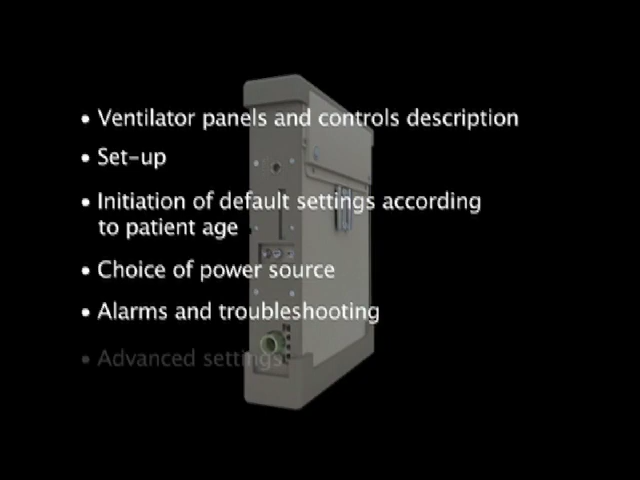 • Ventilator panels and controls description
• Set-up
• Initiation of default settings according
to patient age
• Choice of power source
• Alarms and troubleshooting
• Advanced settings